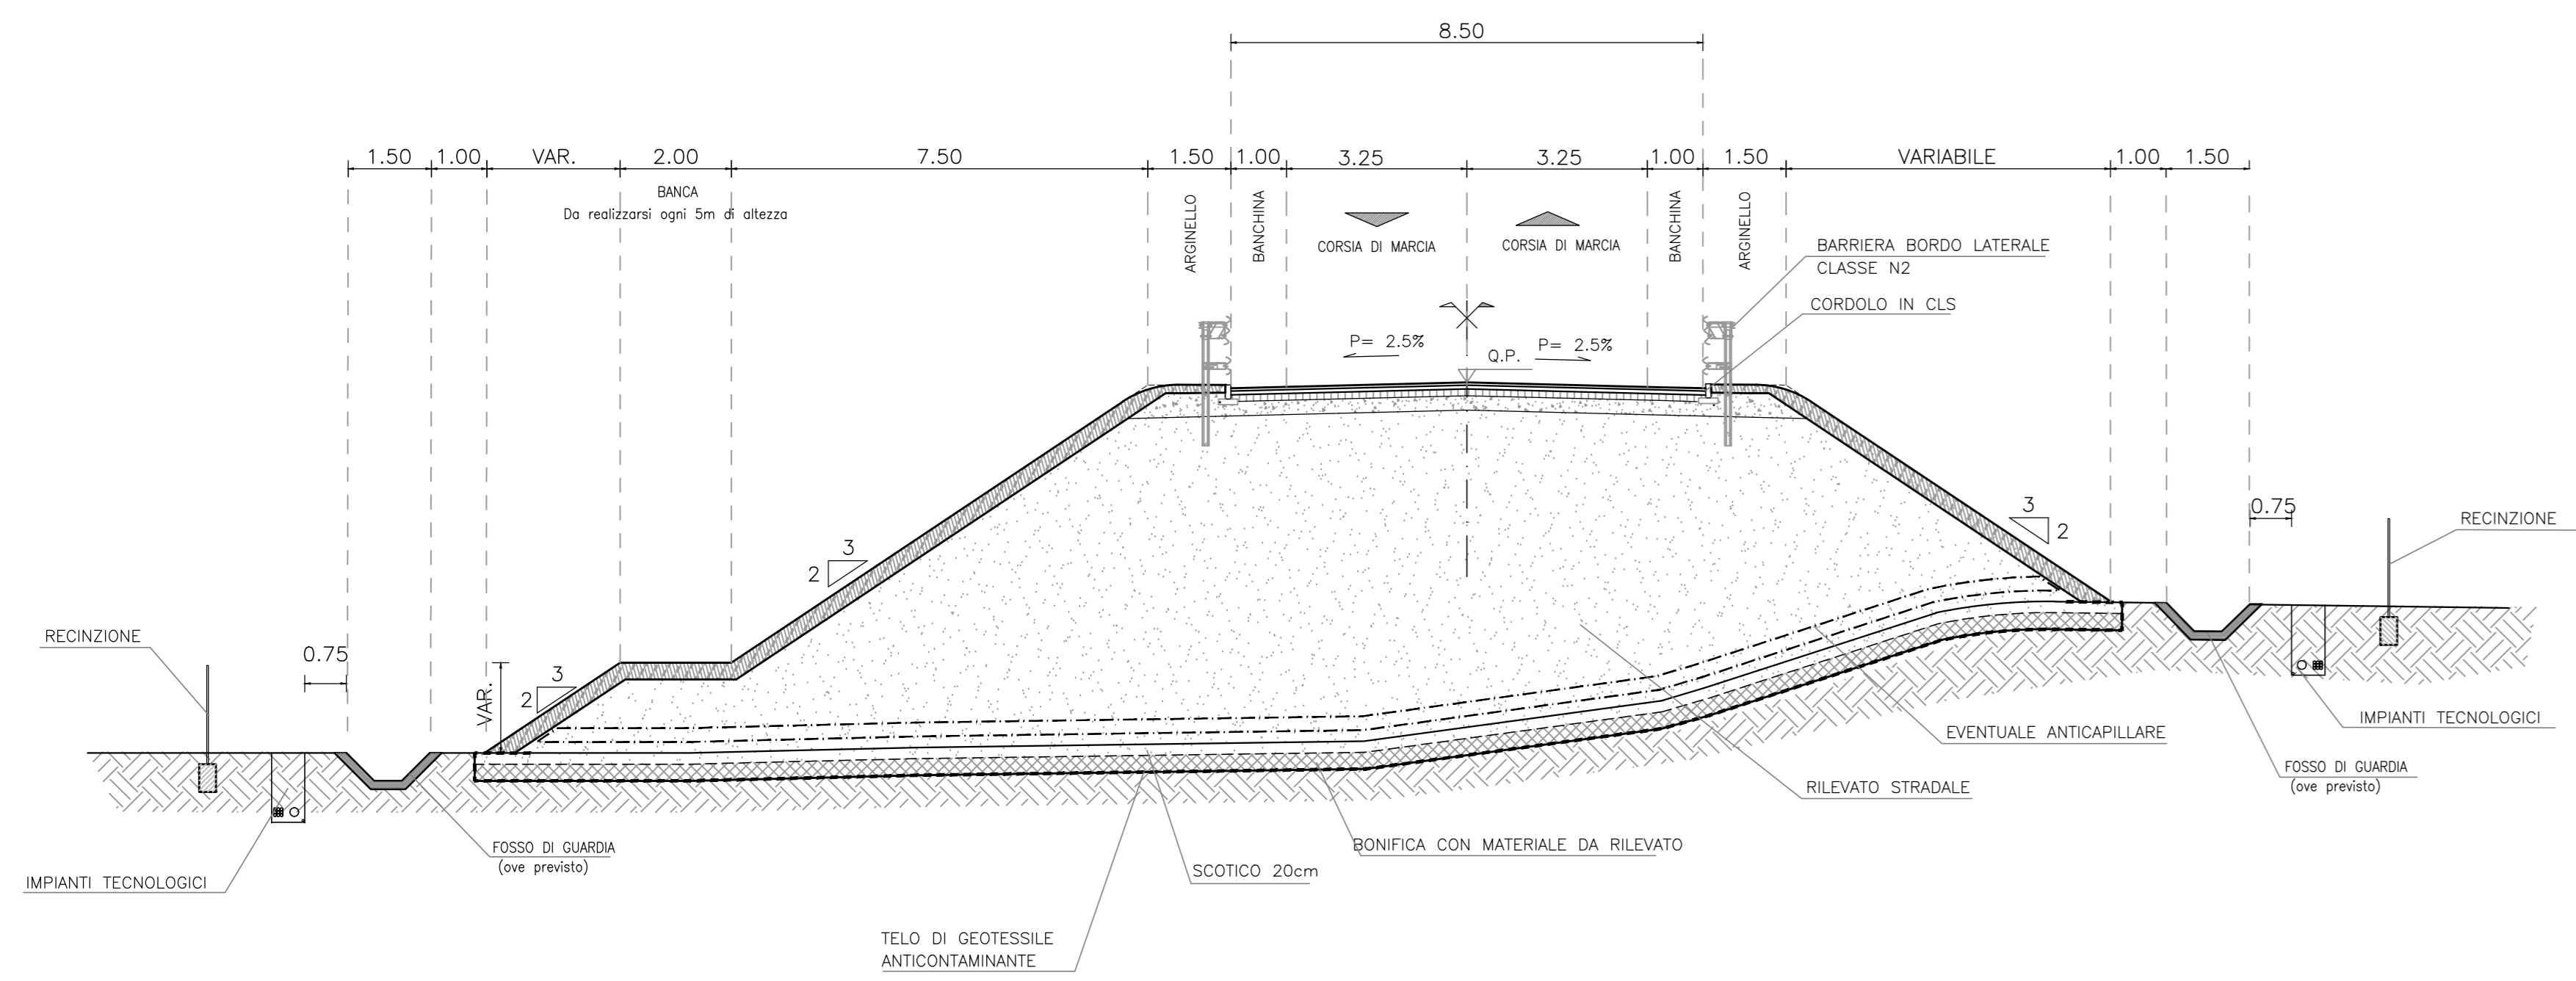 8.50
1.50 1.00 VAR. 2.00 7.50 1.50 1.00 3.25 3.25 1.00 1.50 VARIABILE 1.00 1.50
BANCA
Da realizzarsi ogni 5m di altezza
ARGINELLO
BANCHINA
CORSIA DI MARCIA
CORSIA DI MARCIA
BANCHINA
ARGINELLO
BARRIERA BORDO LATERALE
CLASSE N2
CORDOLO IN CLS
P= 2.5%
Q.P.
P= 2.5%
3
2
3
2
3
2
0.75
RECINZIONE
RECINZIONE
0.75
VAR.
IMPIANTI TECNOLOGICI
EVENTUALE ANTICAPILLARE
FOSSO DI GUARDIA
(ove previsto)
RILEVATO STRADALE
BONIFICA CON MATERIALE DA RILEVATO
FOSSO DI GUARDIA
(ove previsto)
SCOTICO 20cm
IMPIANTI TECNOLOGICI
TELO DI GEOTESSILE
ANTICONTAMINANTE